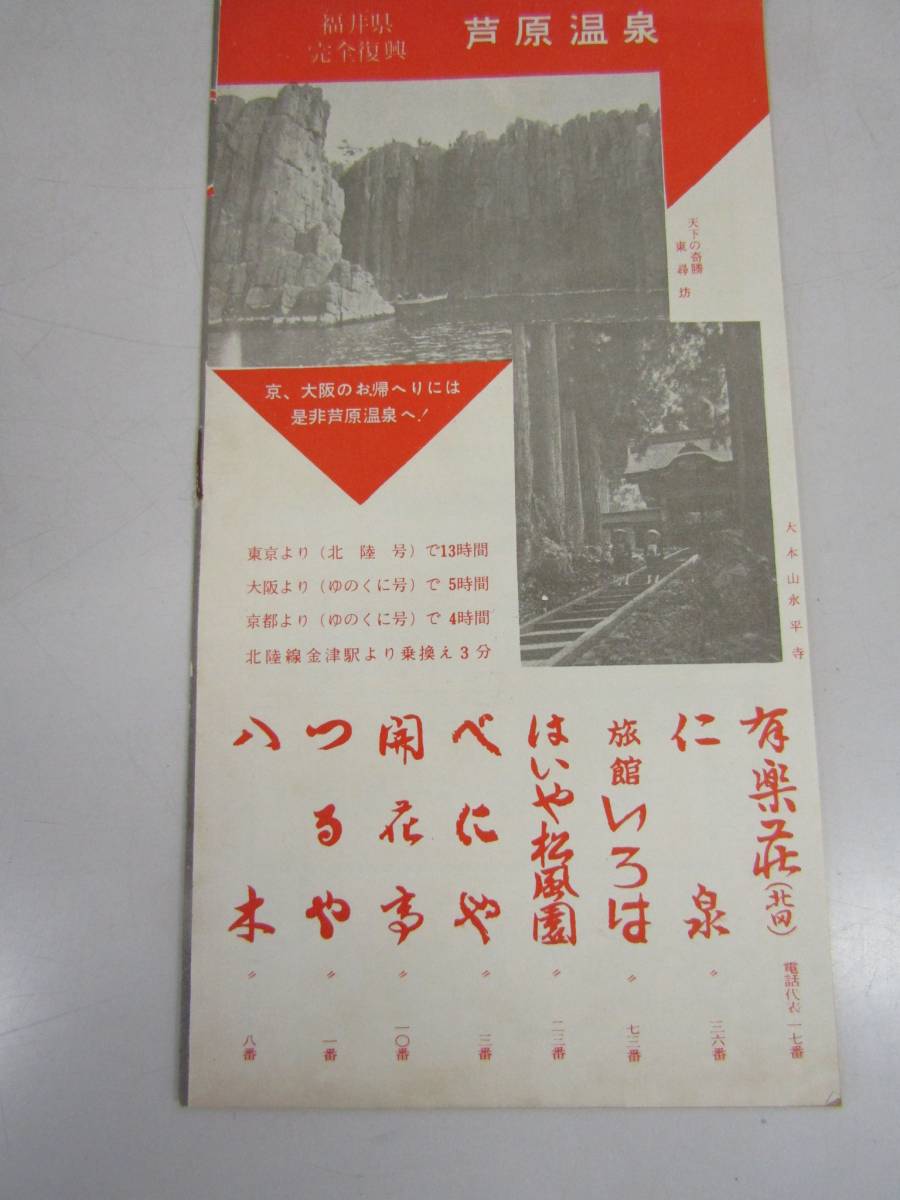 福井県
完全復興
芦原温泉
天下の奇勝
東尋坊
京、大阪のお帰へりには
是非芦原温泉へ！
大本山永平寺
東京より（北陸号）で13時間
大阪より（ゆのくに号）で5時間
京都より（ゆのくに号）で4時間
北陸線金津駅より乗換え3分
有楽荘（北田）電話代表一七番
仁泉〃三六番
旅館いろは〃七三番
はいや松風園〃二三番
べにや〃三番
開花亭〃一〇番
つるや〃一番
八木〃八番